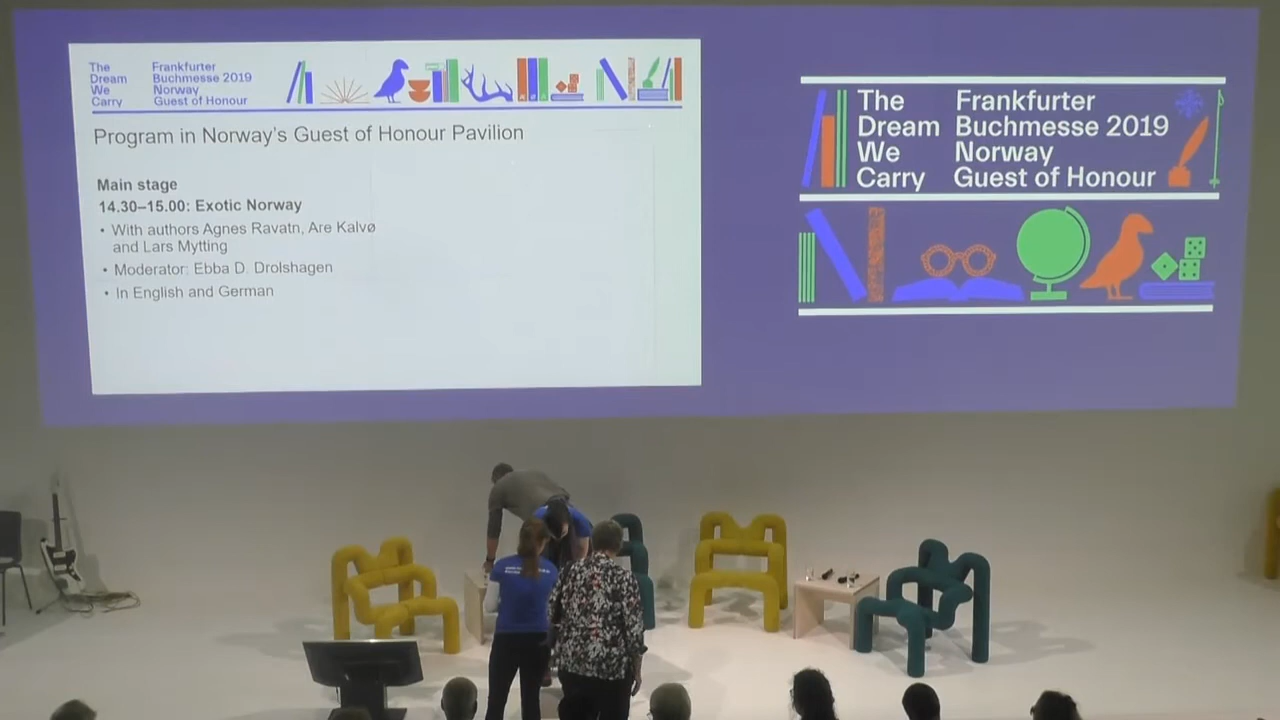 The
Dream
We
Carry
Frankfurter
Buchmesse 2019
Norway
Guest of Honour
Program in Norway's Guest of Honour Pavilion
Main stage
14.30–15.00: Exotic Norway
• With authors Agnes Ravatn, Are Kalvø
and Lars Mytting
• Moderator: Ebba D. Drolshagen
• In English and German
The
Dream
We
Carry
Frankfurter
Buchmesse 2019
Norway
Guest of Honour